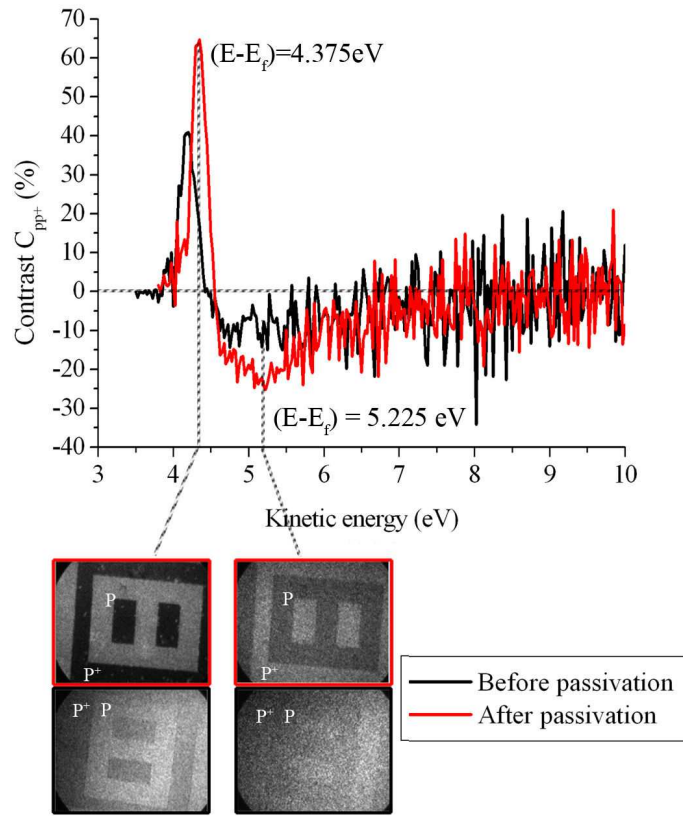 70
60
50
40
30
20
10
0
-10
-20
-30
-40
Contrast C_pp+ (%)
(E-E_f)=4.375eV
(E-E_f) = 5.225 eV
3 4 5 6 7 8 9 10
Kinetic energy (eV)
P
P⁺
P
P⁺
P⁺ P
P⁺ P
Before passivation
After passivation